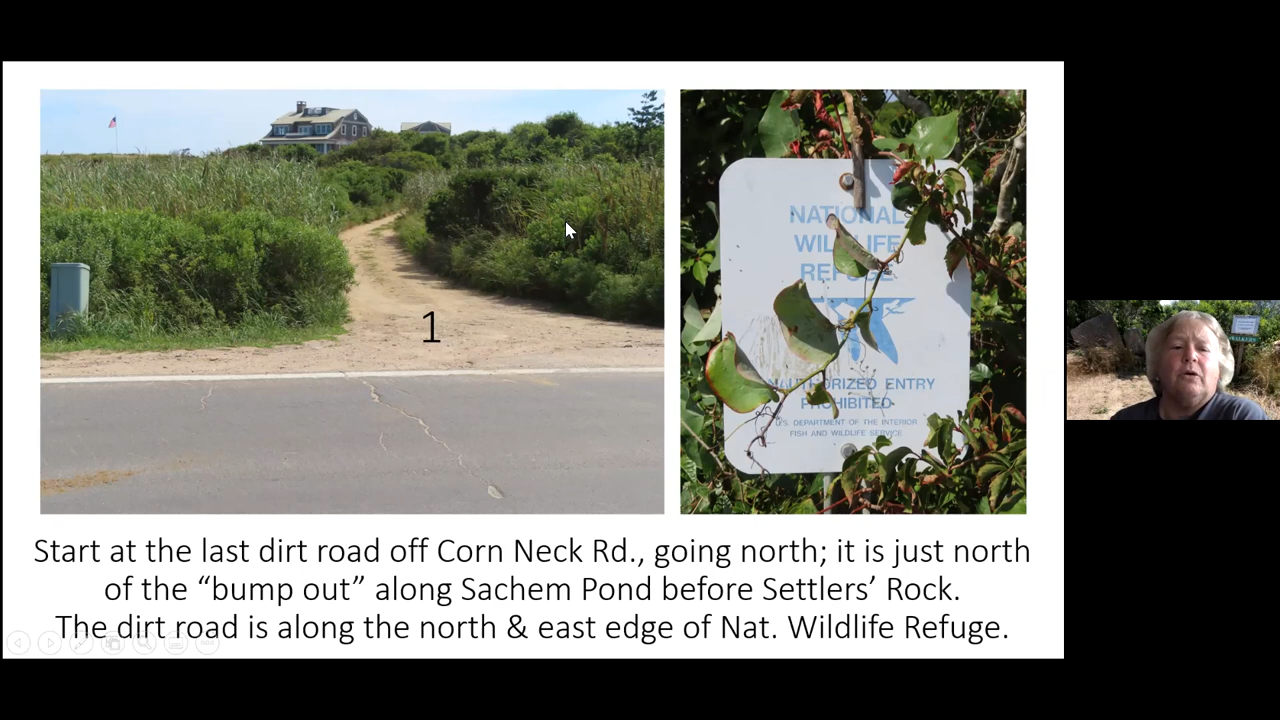 1
NATIONAL
REFUGE
ENTRY
PROHIBITED
U.S. DEPARTMENT OF THE INTERIOR
FISH AND WILDLIFE SERVICE
Start at the last dirt road off Corn Neck Rd., going north; it is just north
of the “bump out” along Sachem Pond before Settlers’ Rock.
The dirt road is along the north & east edge of Nat. Wildlife Refuge.